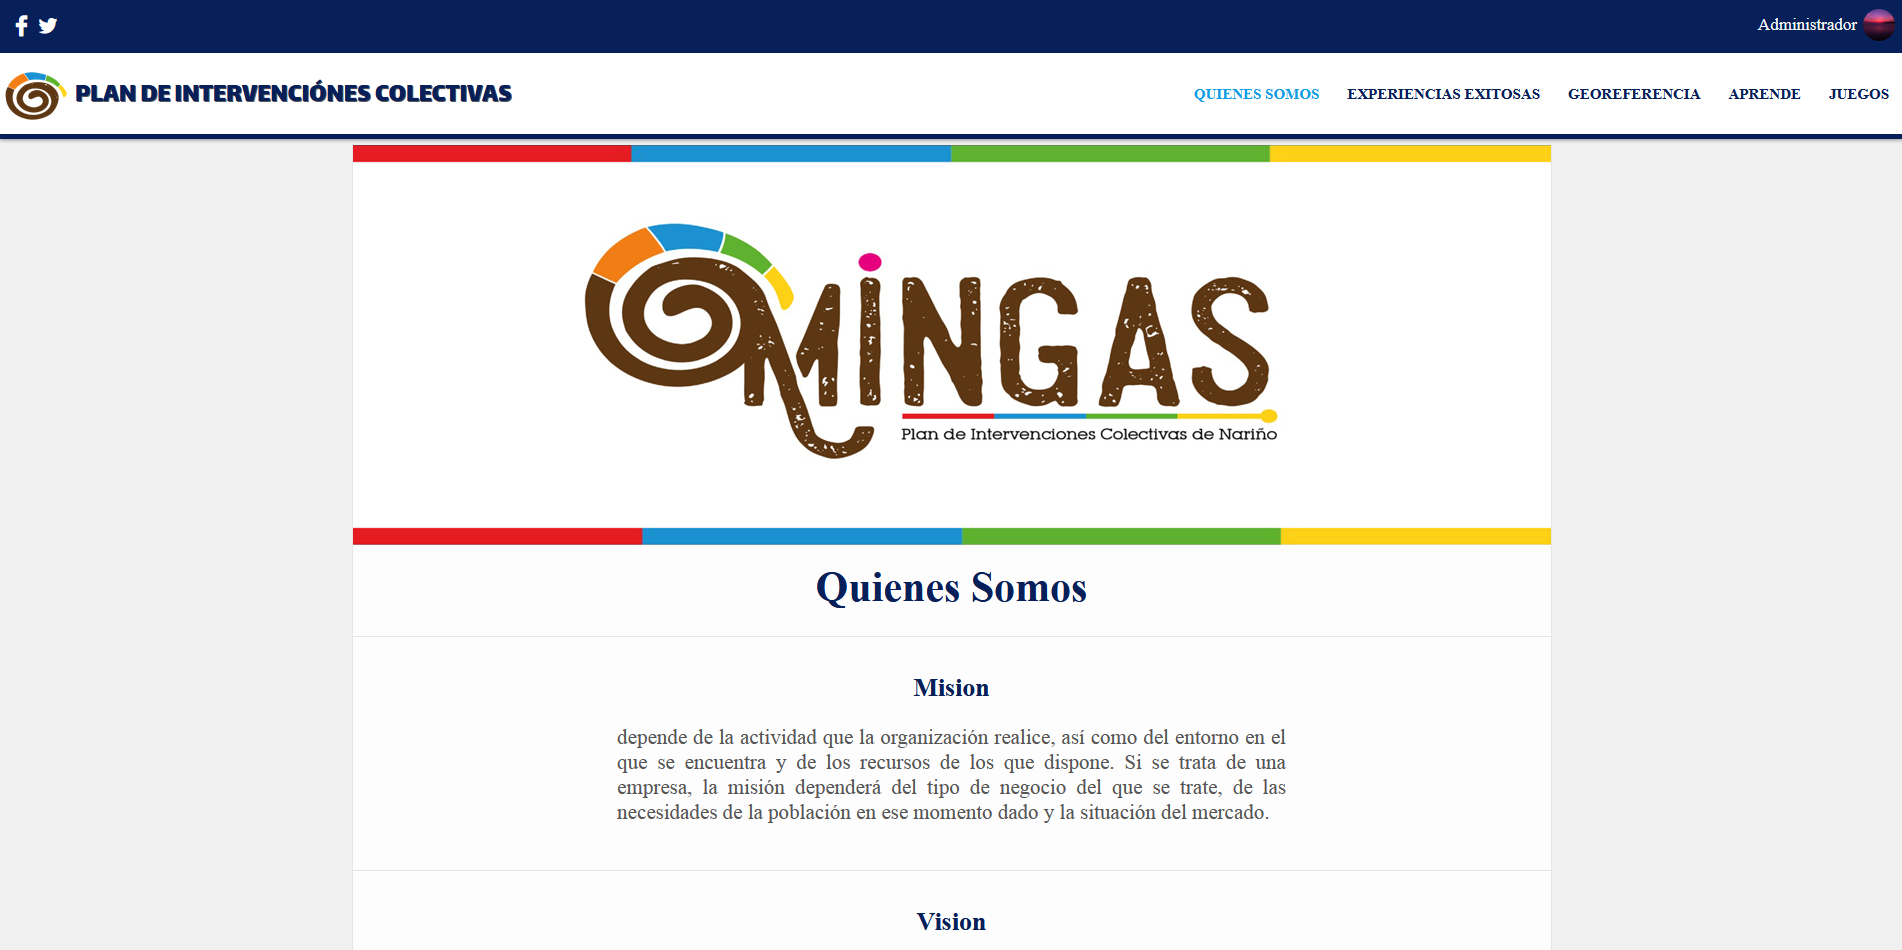 Administrador
PLAN DE INTERVENCIÓNES COLECTIVAS
QUIENES SOMOS EXPERIENCIAS EXITOSAS GEOREFERENCIA APRENDE JUEGOS
MINGAS
Plan de Intervenciones Colectivas de Nariño
Quienes Somos
Mision
depende de la actividad que la organización realice, así como del entorno en el
que se encuentra y de los recursos de los que dispone. Si se trata de una
empresa, la misión dependerá del tipo de negocio del que se trate, de las
necesidades de la población en ese momento dado y la situación del mercado.
Vision